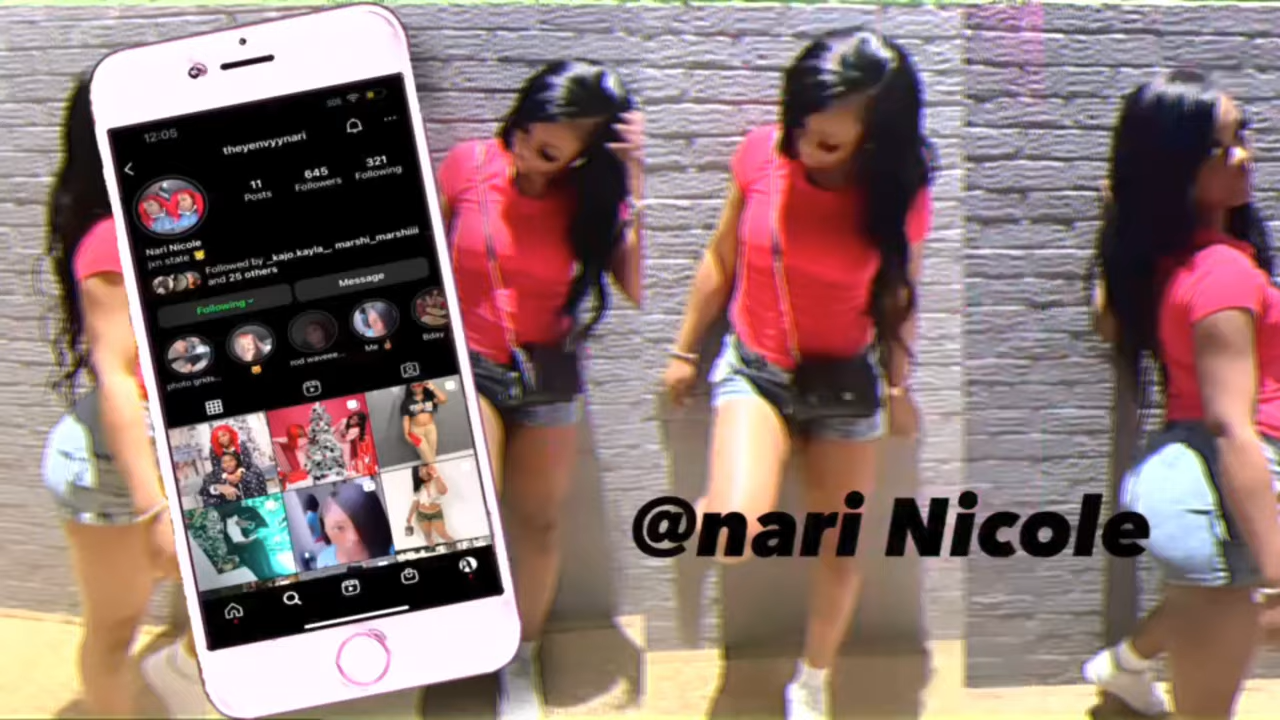 12:05
SOS
theyenvyynari
11 645 321
Posts Followers Following
Nari Nicole
jxn state
Followed by _kajo.kayla_, marshi_marshiiii
and 25 others
Following Message
photo grids... rod waveee... Me Bday
@nari Nicole